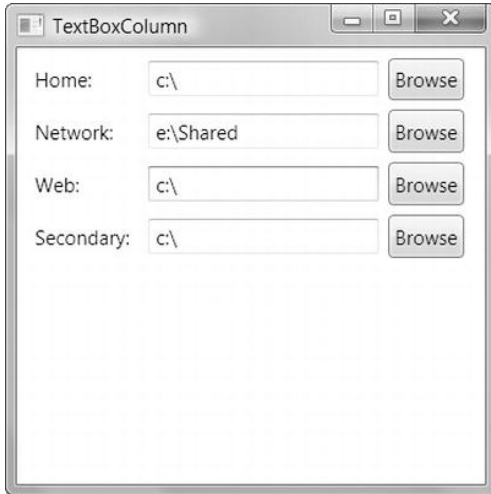 TextBoxColumn
Home: c:\ Browse
Network: e:\Shared Browse
Web: c:\ Browse
Secondary: c:\ Browse